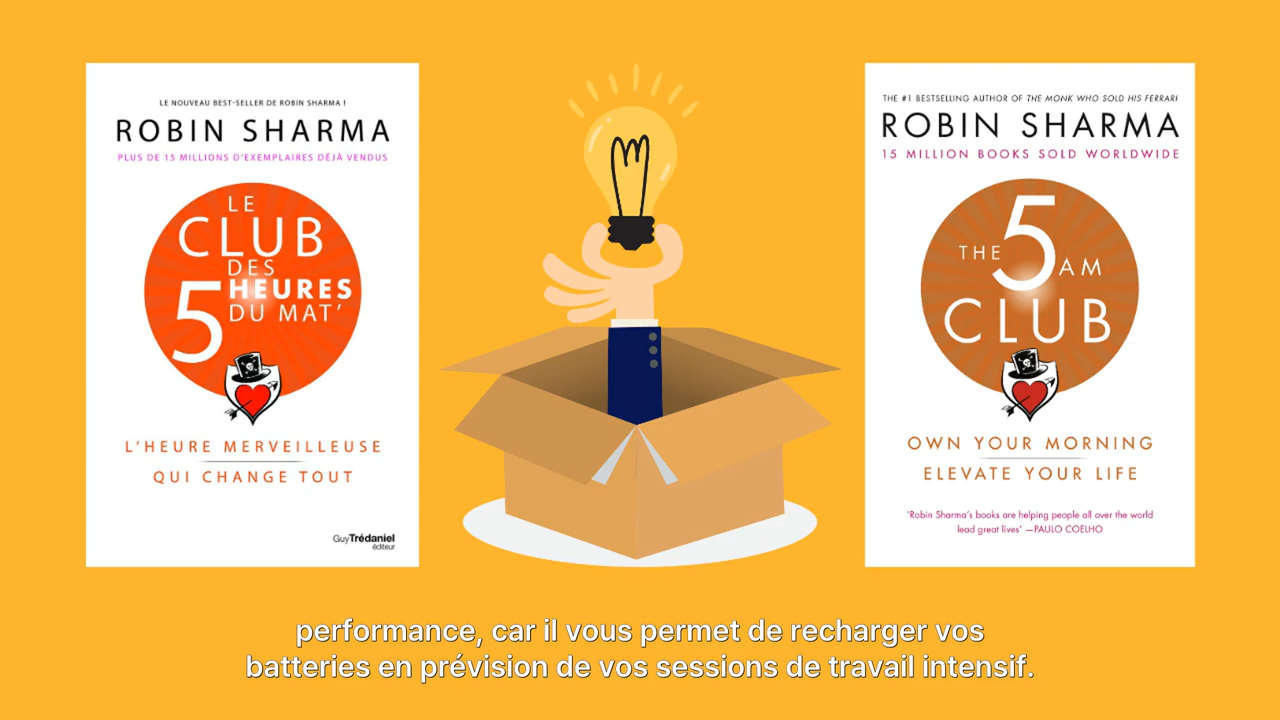 LE NOUVEAU BEST-SELLER DE ROBIN SHARMA !
ROBIN SHARMA
PLUS DE 15 MILLIONS D'EXEMPLAIRES DÉJÀ VENDUS
LE
CLUB
DES
5 HEURES
DU MAT'
L'HEURE MERVEILLEUSE
QUI CHANGE TOUT
Guy Trédaniel
éditeur
THE #1 BESTSELLING AUTHOR OF THE MONK WHO SOLD HIS FERRARI
ROBIN SHARMA
15 MILLION BOOKS SOLD WORLDWIDE
THE 5 AM
CLUB
OWN YOUR MORNING
ELEVATE YOUR LIFE
'Robin Sharma's books are helping people all over the world
lead great lives' —PAULO COELHO
performance, car il vous permet de recharger vos
batteries en prévision de vos sessions de travail intensif.